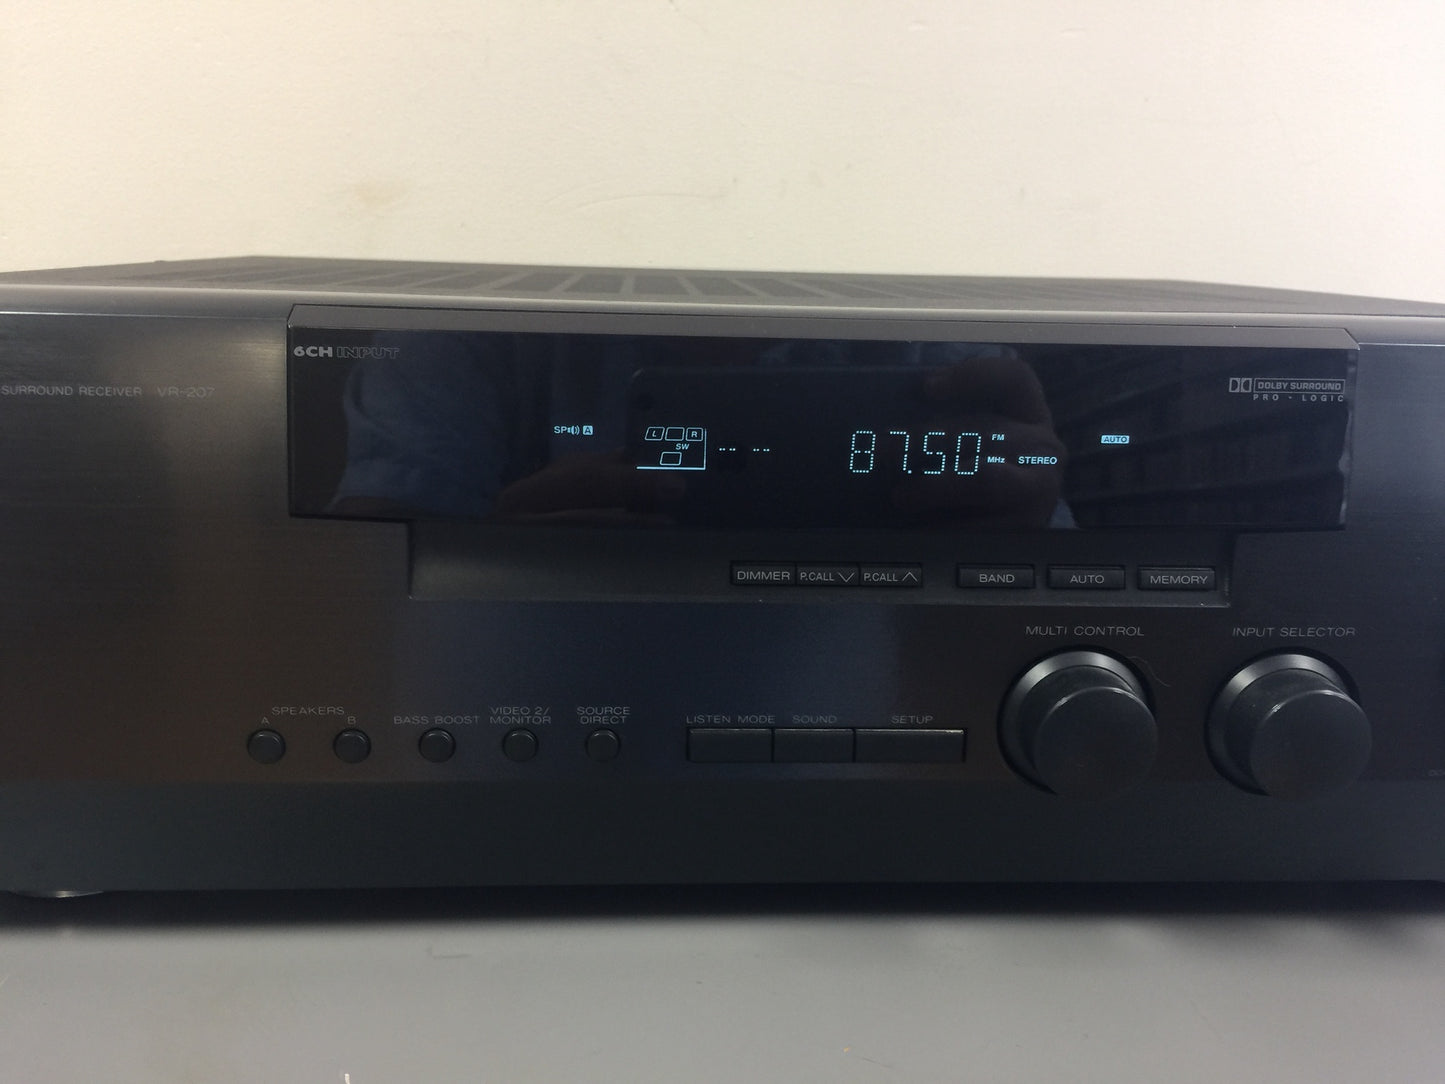 6CH INPUT
SURROUND RECEIVER VR-207
DOLBY SURROUND
PRO · LOGIC
SP A
L R
SW
-- --
87.50
FM
MHz
STEREO
AUTO
DIMMER P.CALL P.CALL BAND AUTO MEMORY
MULTI CONTROL INPUT SELECTOR
SPEAKERS
A B
BASS BOOST
VIDEO 2/
MONITOR
SOURCE
DIRECT
LISTEN MODE SOUND SETUP